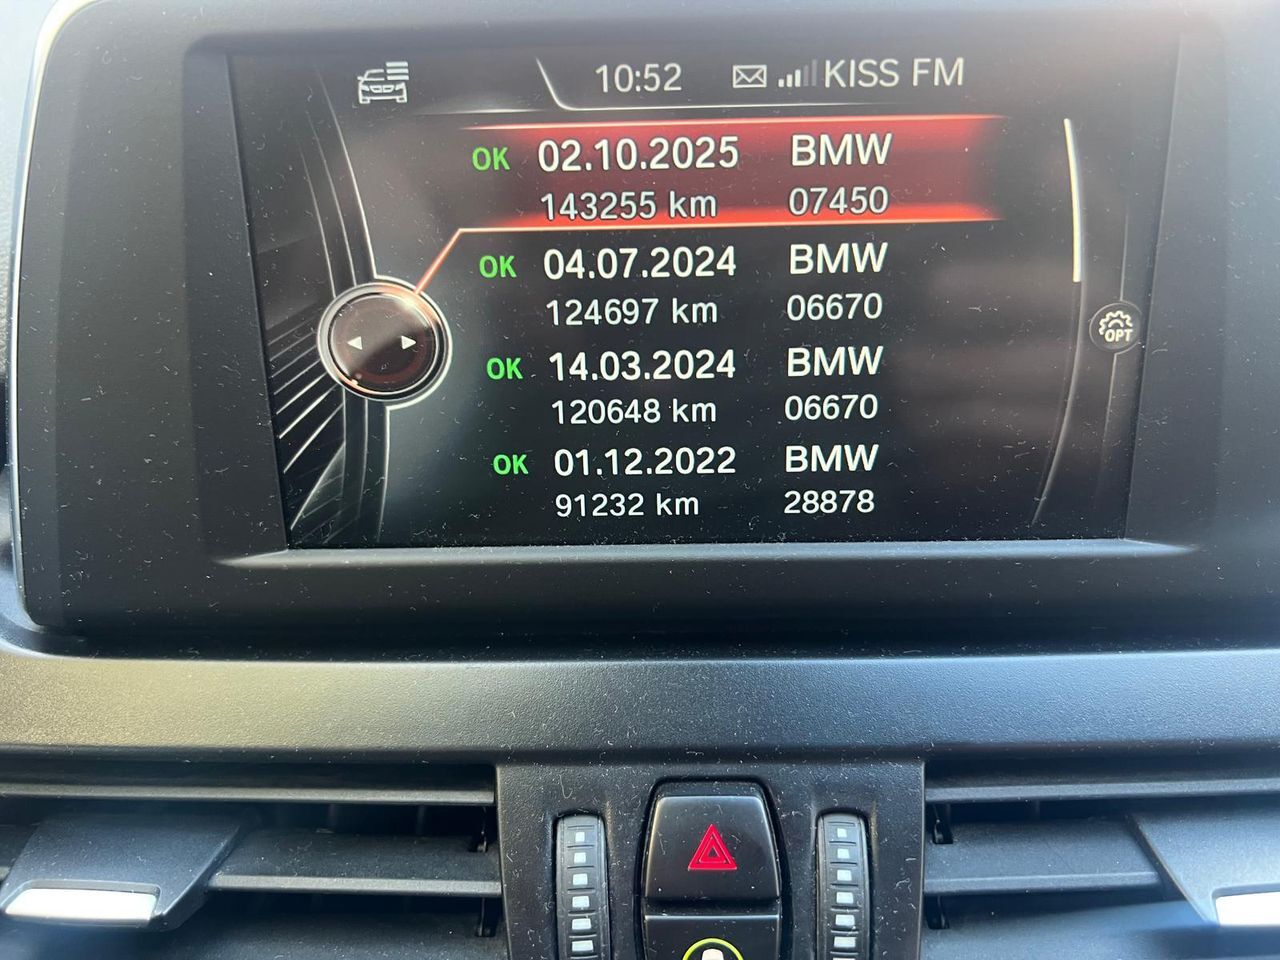 10:52 KISS FM
OK 02.10.2025 BMW
143255 km 07450
OK 04.07.2024 BMW
124697 km 06670
OK 14.03.2024 BMW
120648 km 06670
OK 01.12.2022 BMW
91232 km 28878
OPT